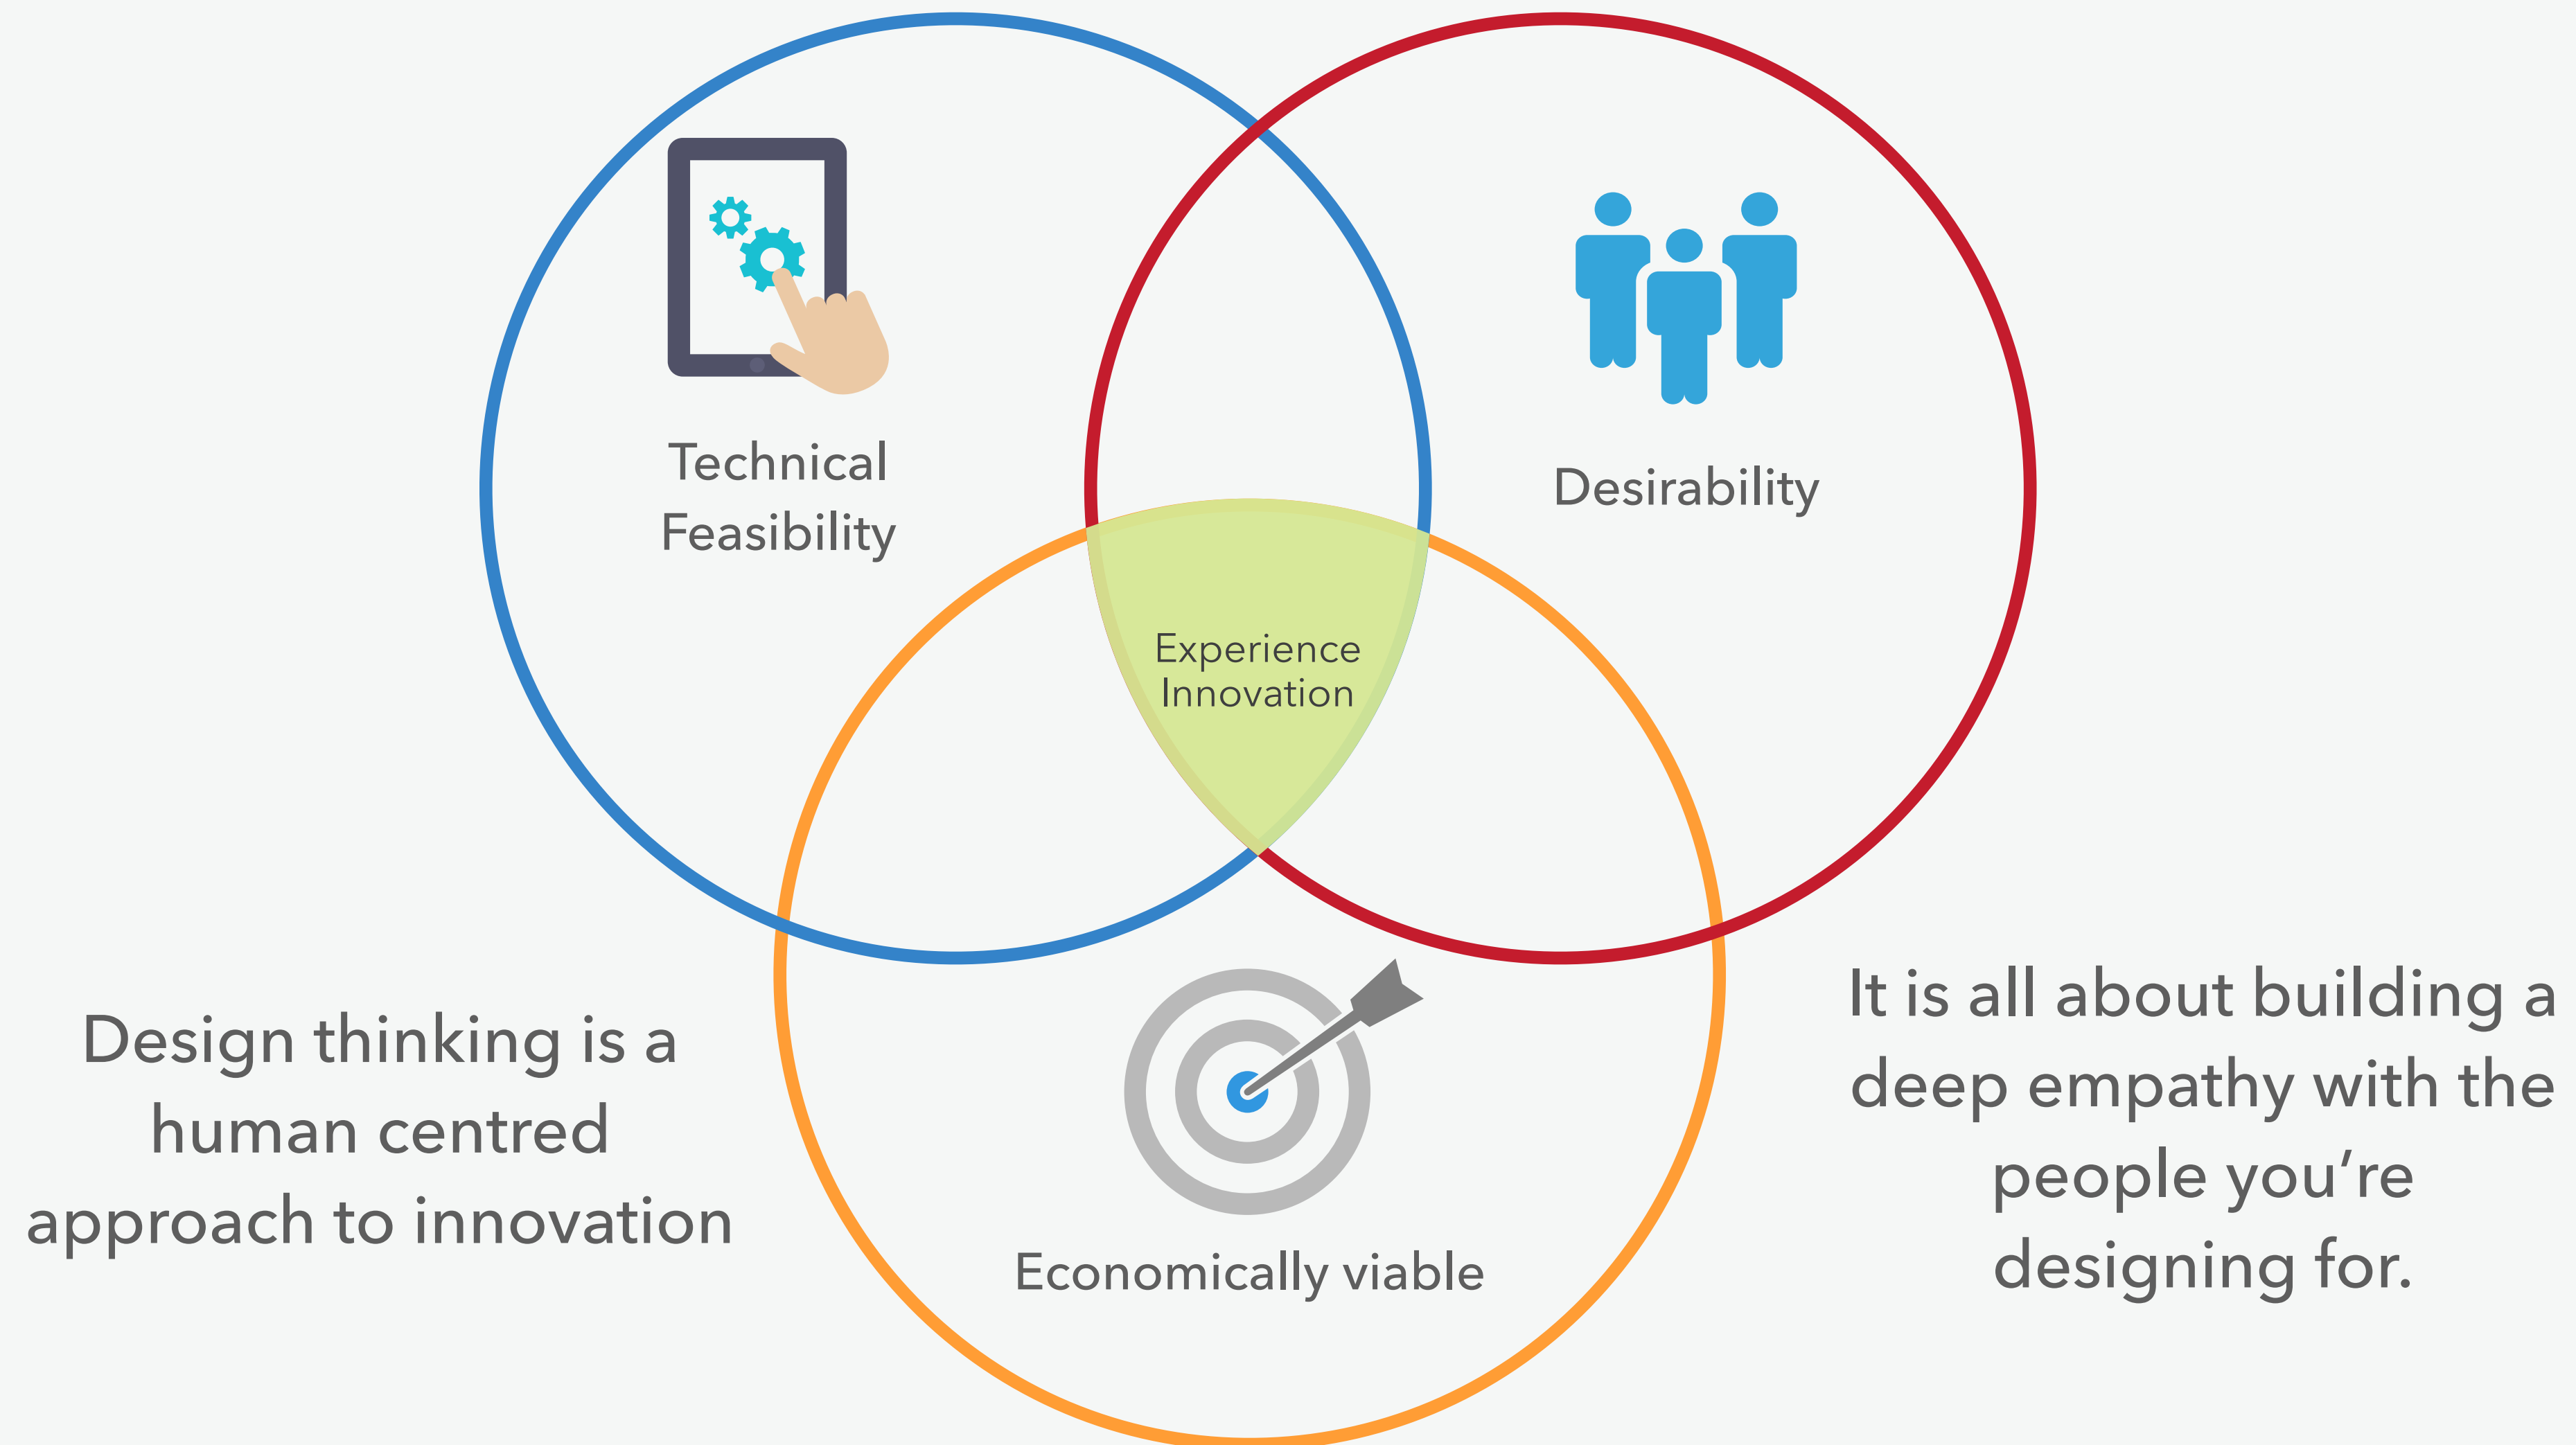 Technical
Feasibility
Desirability
Experience
Innovation
Economically viable
Design thinking is a
human centred
approach to innovation
It is all about building a
deep empathy with the
people you’re
designing for.